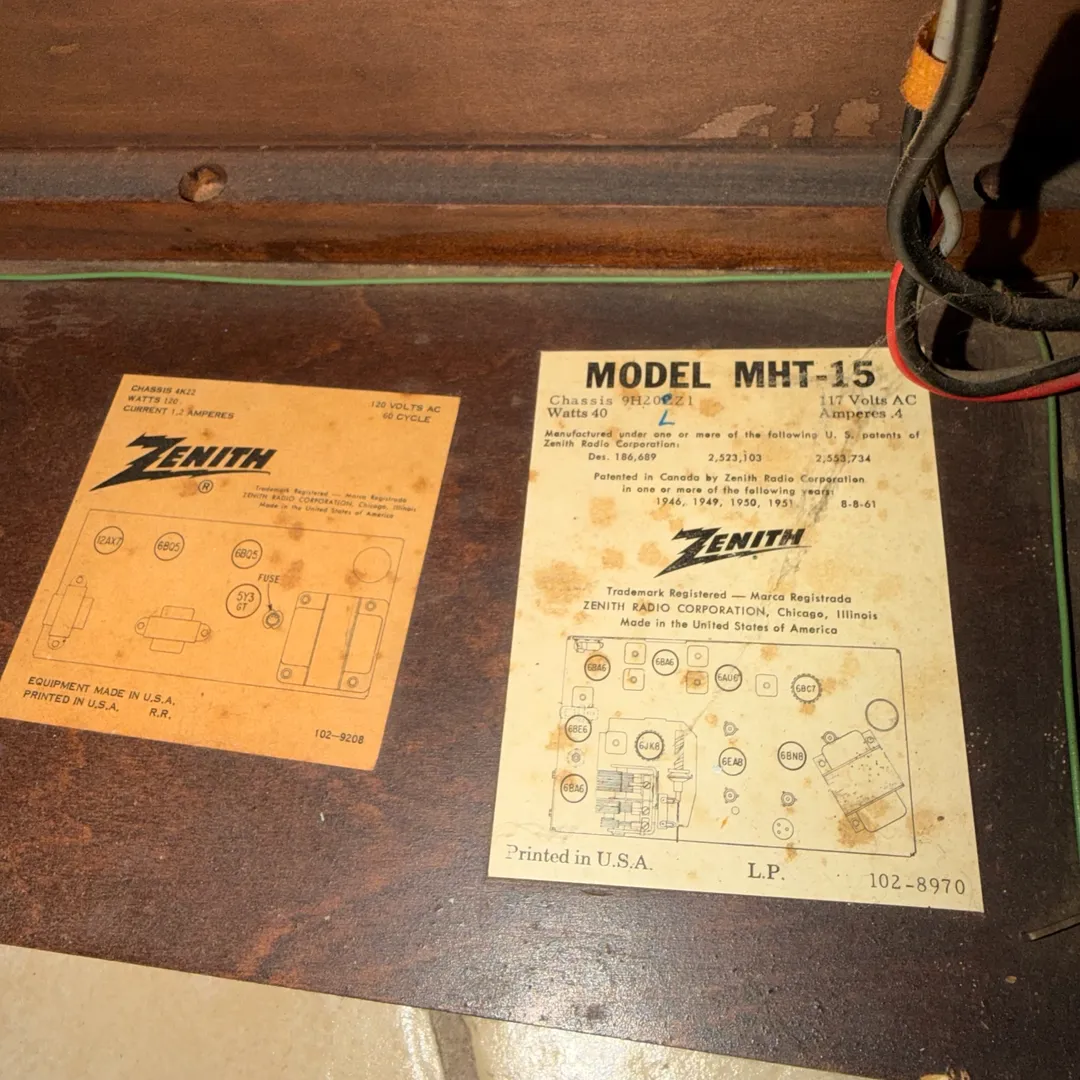 CHASSIS 4K22
WATTS 120
CURRENT 1.2 AMPERES
120 VOLTS AC
60 CYCLE
ZENITH
®
Trademark Registered — Marca Registrada
ZENITH RADIO CORPORATION, Chicago, Illinois
Made in the United States of America
12AX7
6BQ5
6BQ5
5Y3
GT
FUSE
EQUIPMENT MADE IN U.S.A.
PRINTED IN U.S.A. R.R.
102-9208
MODEL MHT-15
Chassis
117 Volts AC
Watts 40
Amperes .4
Manufactured under one or more of the following U. S. patents of
Zenith Radio Corporation:
Des. 186,689 2,523,103 2,553,734
Patented in Canada by Zenith Radio Corporation
in one or more of the following years:
1946, 1949, 1950, 1951 8-8-61
ZENITH
Trademark Registered — Marca Registrada
ZENITH RADIO CORPORATION, Chicago, Illinois
Made in the United States of America
6BA6
6BA6
6AU6
6BC7
6BE6
6JK8
6EA8
6BN8
6BA6
Printed in U.S.A. L.P. 102-8970